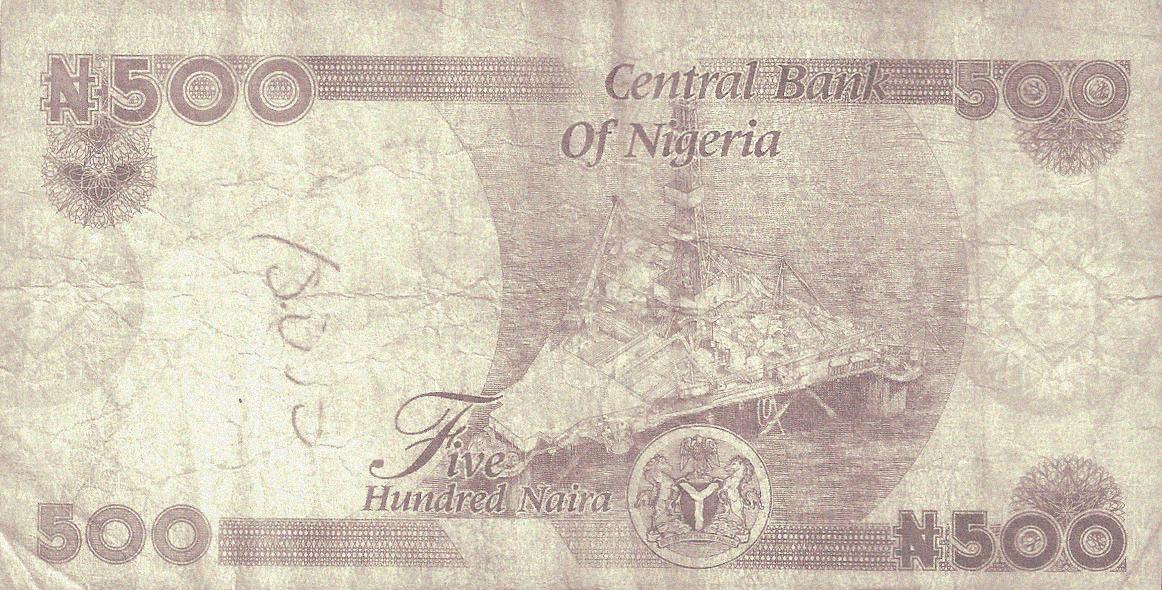 ₦500
Central Bank
Of Nigeria
500
Five
Hundred Naira
500
₦500